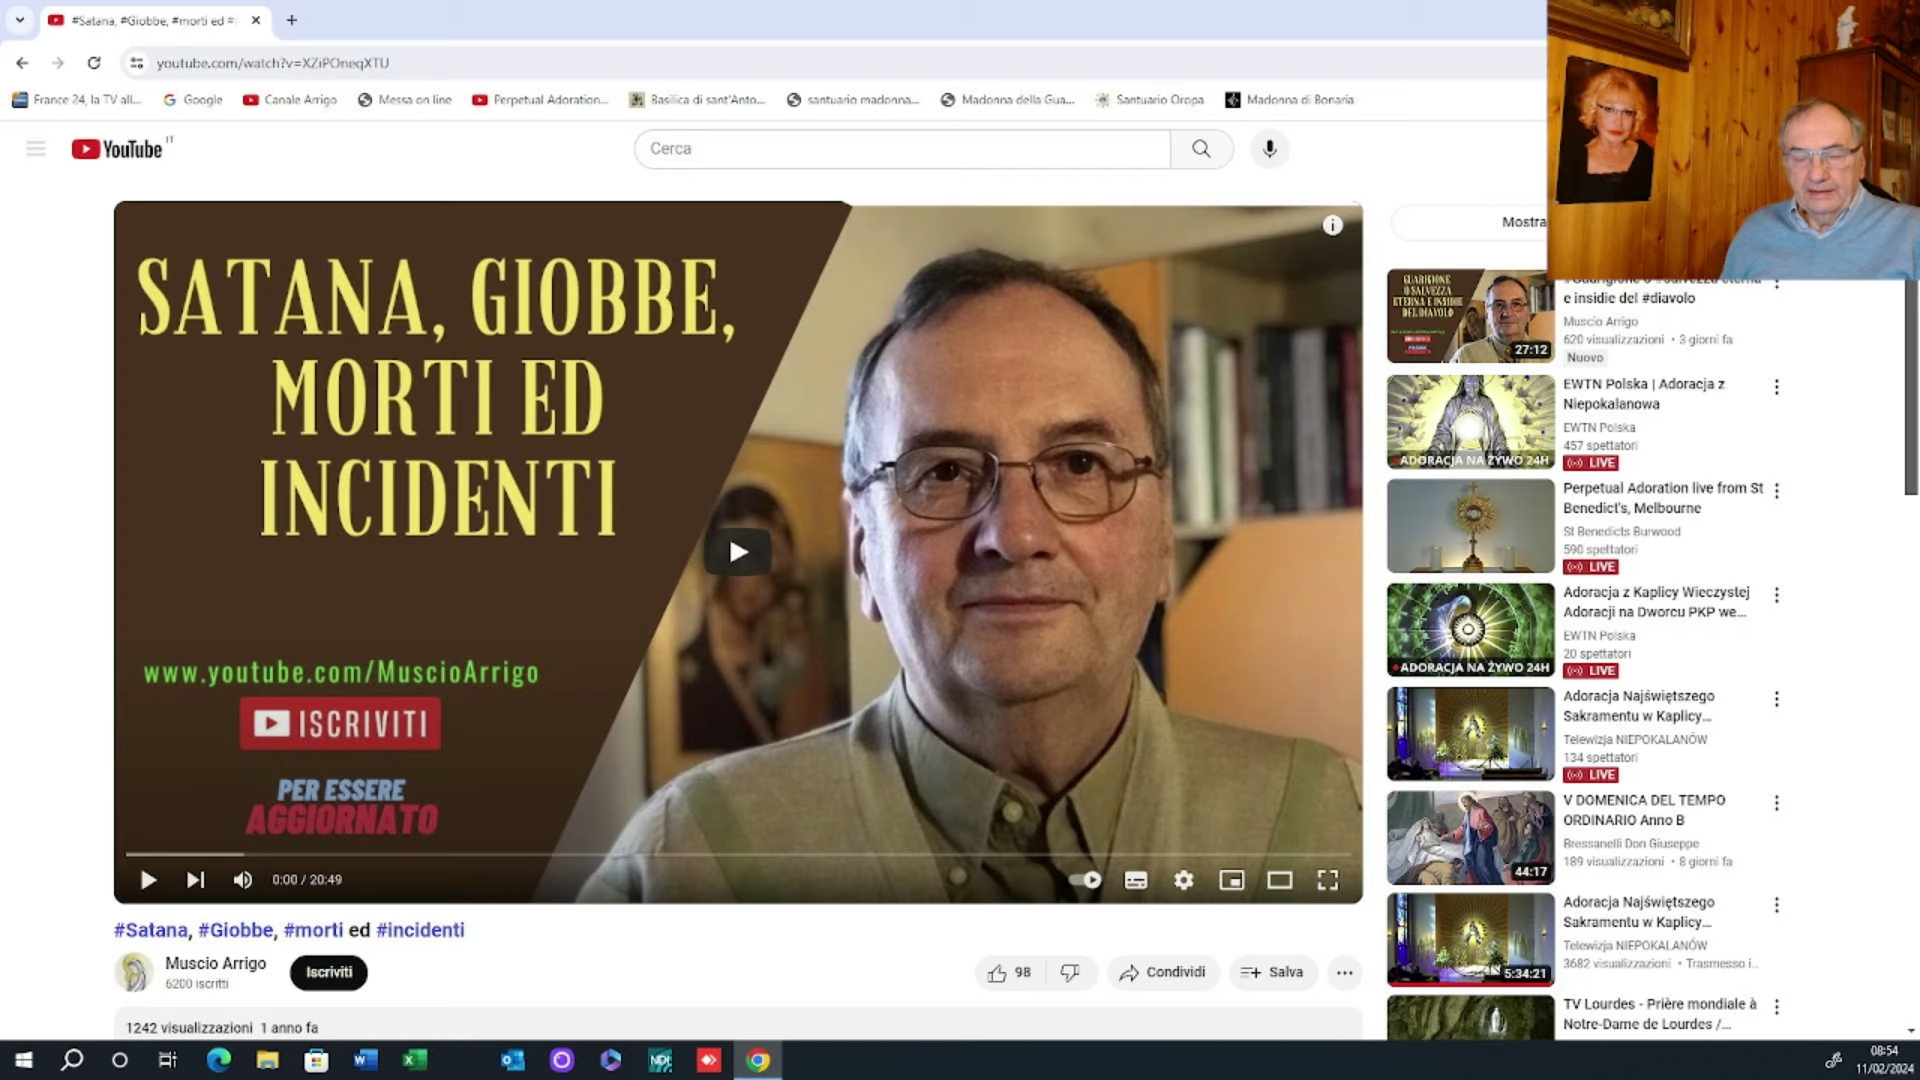 #Satana, #Giobbe, #morti ed #
youtube.com/watch?v=XZiPOneqXTU
France 24, la TV all...
Google
Canale Arrigo
Messa on line
Perpetual Adoration...
Basilica di sant'Anto...
santuario madonna...
Madonna della Gua...
Santuario Oropa
Madonna di Bonaria
YouTube IT
Cerca
SATANA, GIOBBE,
MORTI ED
INCIDENTI
www.youtube.com/MuscioArrigo
ISCRIVITI
PER ESSERE
AGGIORNATO
0:00 / 20:49
#Satana, #Giobbe, #morti ed #incidenti
Muscio Arrigo
6200 iscritti
Iscriviti
98
Condividi
Salva
1242 visualizzazioni 1 anno fa
Mostra
GUARIGIONE
O SALVEZZA
ETERNA E INSIDIE
DEL DIAVOLO
27:12
e insidie del #diavolo
Muscio Arrigo
620 visualizzazioni • 3 giorni fa
Nuovo
ADORACJA NA ŻYWO 24H
EWTN Polska | Adoracja z
Niepokalanowa
EWTN Polska
457 spettatori
LIVE
Perpetual Adoration live from St
Benedict's, Melbourne
St Benedicts Burwood
590 spettatori
LIVE
ADORACJA NA ŻYWO 24H
Adoracja z Kaplicy Wieczystej
Adoracji na Dworcu PKP we...
EWTN Polska
20 spettatori
LIVE
Adoracja Najświętszego
Sakramentu w Kaplicy...
Telewizja NIEPOKALANÓW
134 spettatori
LIVE
44:17
V DOMENICA DEL TEMPO
ORDINARIO Anno B
Bressanelli Don Giuseppe
189 visualizzazioni • 8 giorni fa
5:34:21
Adoracja Najświętszego
Sakramentu w Kaplicy...
Telewizja NIEPOKALANÓW
3682 visualizzazioni • Trasmesso i...
TV Lourdes - Prière mondiale à
Notre-Dame de Lourdes /...
08:54
11/02/2024